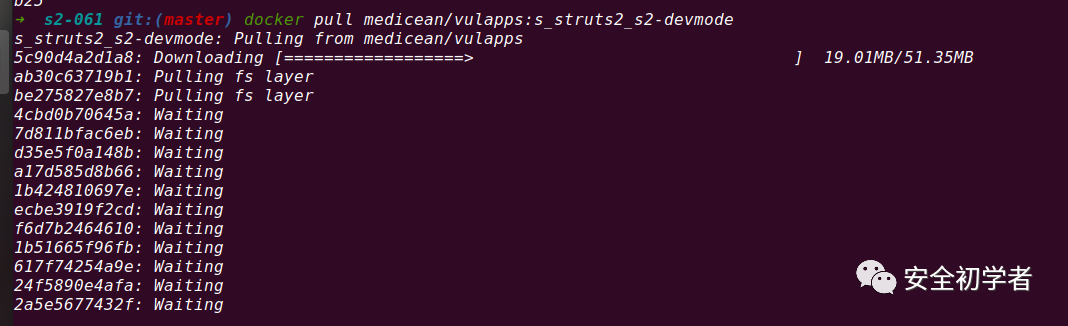 b25
➜  s2-061 git:(master) docker pull medicean/vulapps:s_struts2_s2-devmode
s_struts2_s2-devmode: Pulling from medicean/vulapps
5c90d4a2d1a8: Downloading [==================>                                ]  19.01MB/51.35MB
ab30c63719b1: Pulling fs layer
be275827e8b7: Pulling fs layer
4cbd0b70645a: Waiting
7d811bfac6eb: Waiting
d35e5f0a148b: Waiting
a17d585d8b66: Waiting
1b424810697e: Waiting
ecbe3919f2cd: Waiting
f6d7b2464610: Waiting
1b51665f96fb: Waiting
617f74254a9e: Waiting
24f5890e4afa: Waiting
2a5e5677432f: Waiting
安全初学者